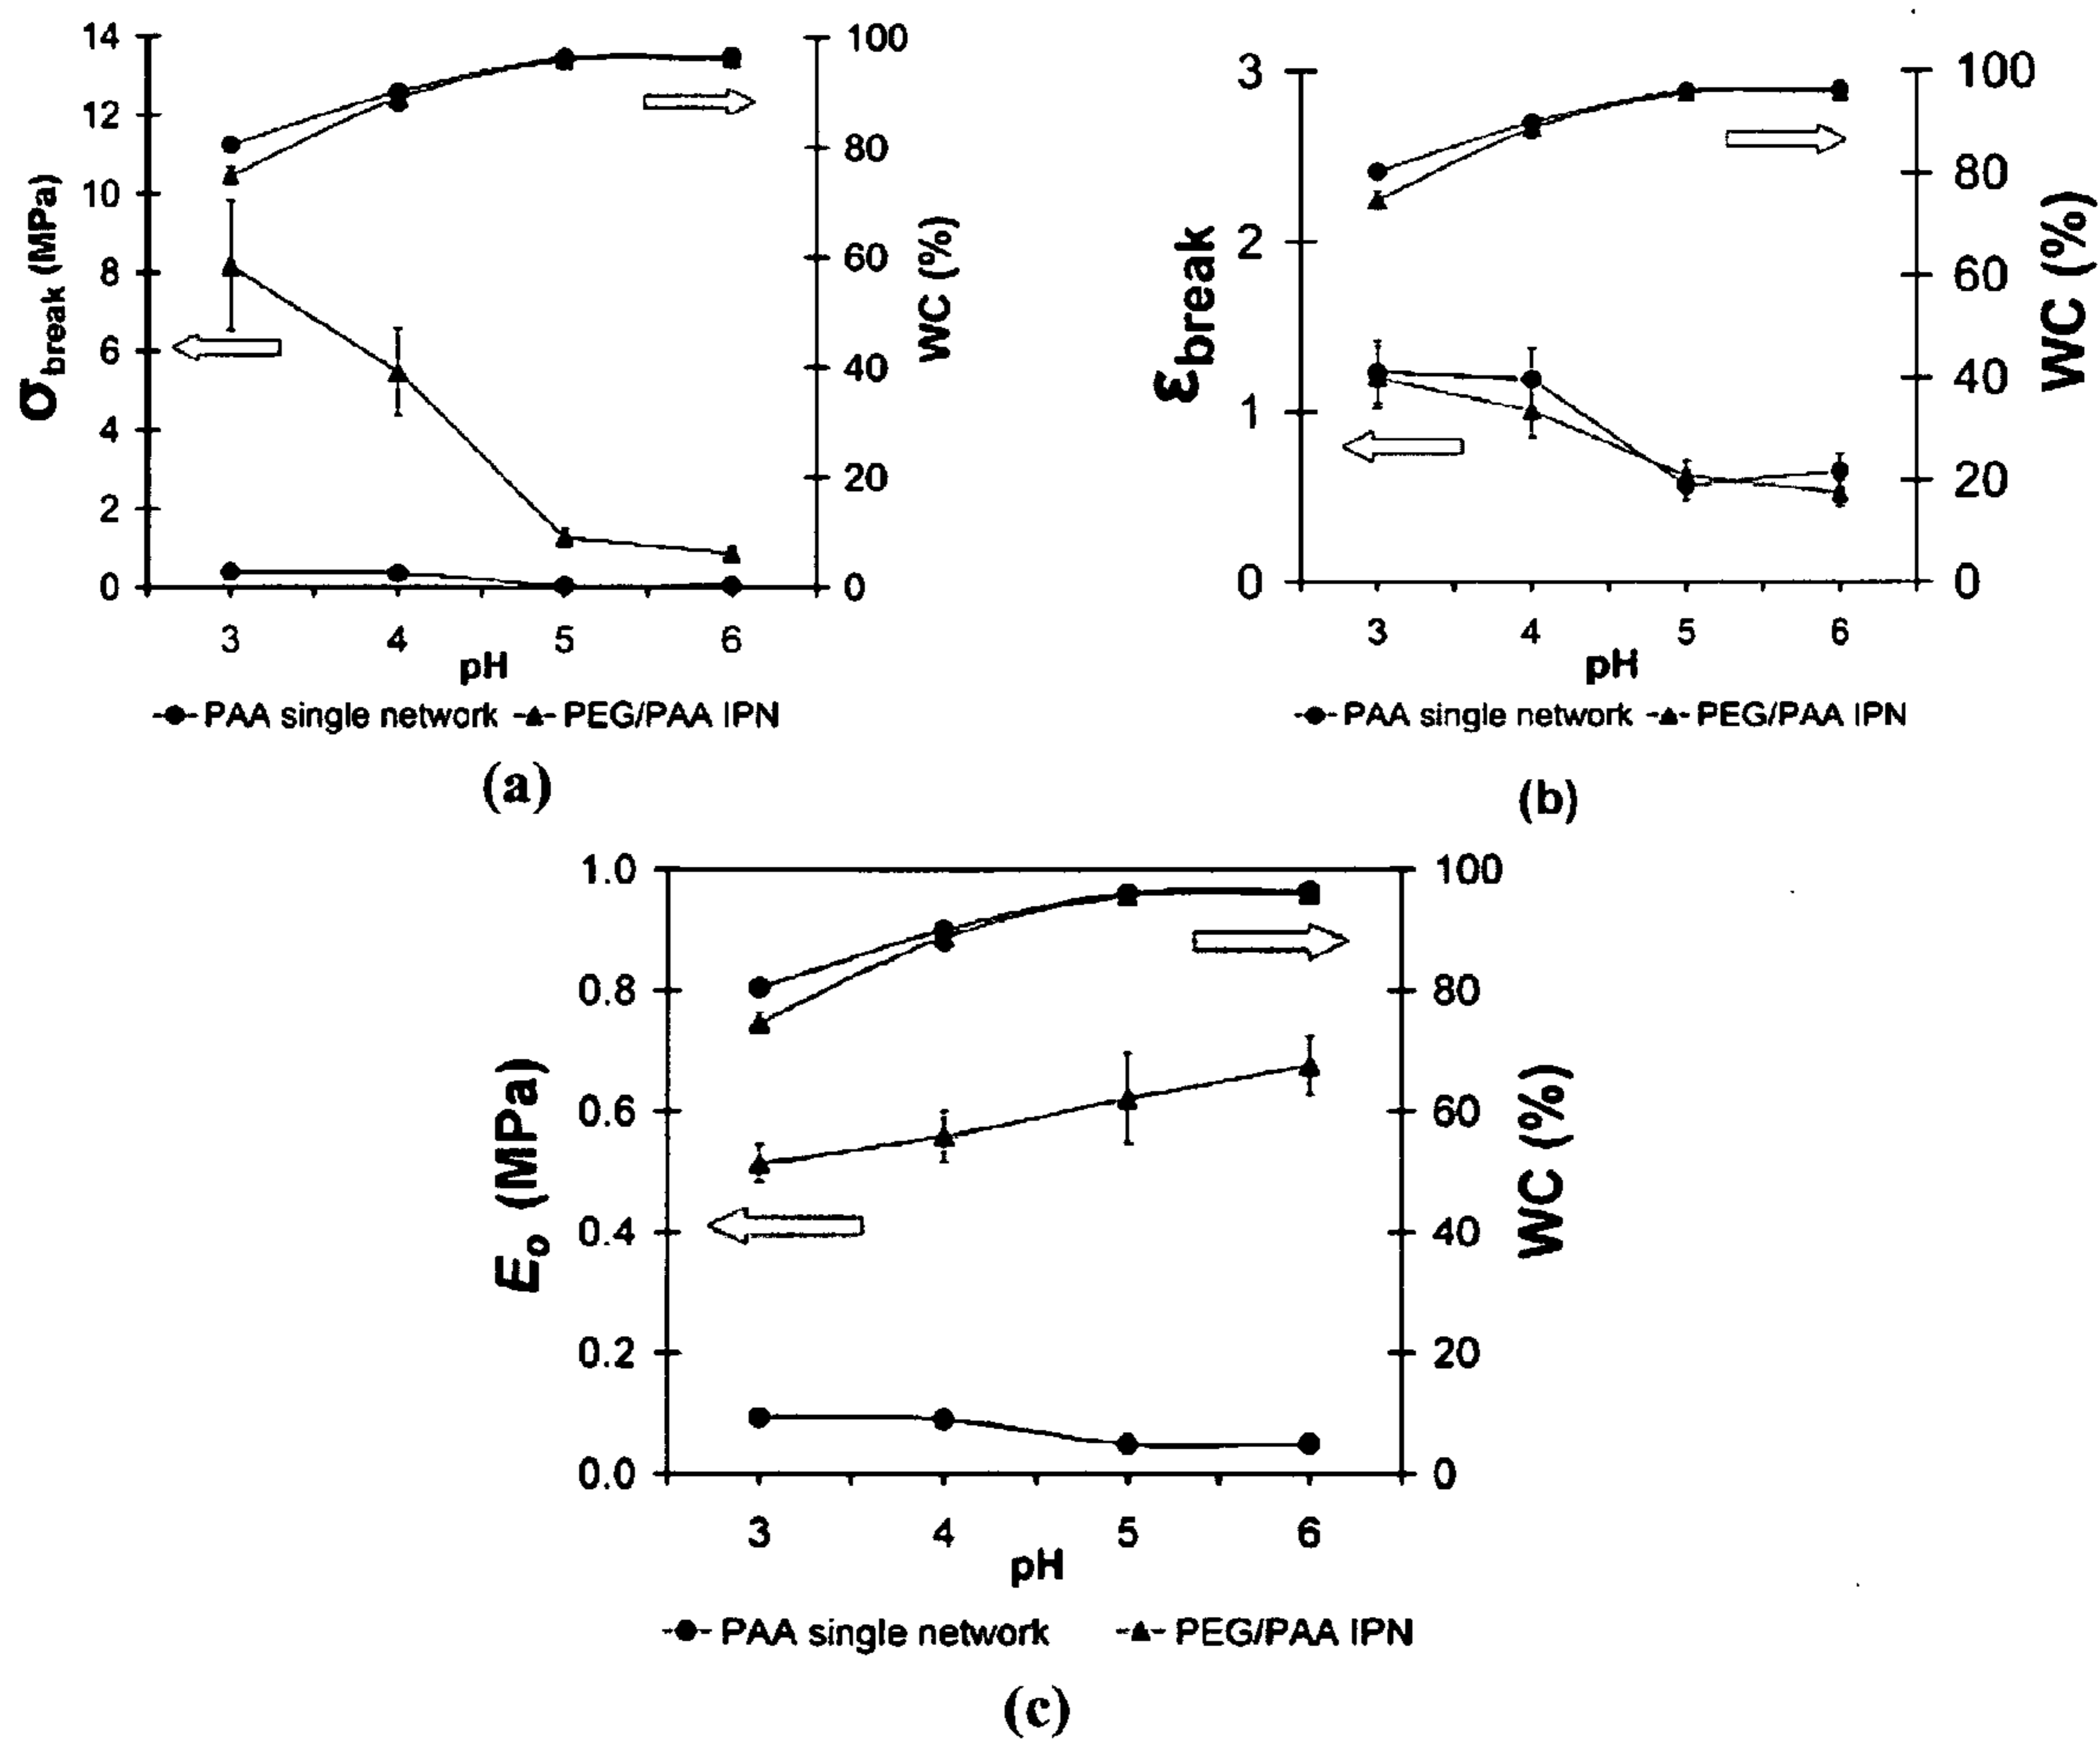 14
12
10
8
6
4
2
0
σbreak (MPa)
100
80
60
40
20
0
WC (%)
3 4 5 6
pH
PAA single network PEG/PAA IPN
(a)
3
2
1
0
εbreak
100
80
60
40
20
0
WC (%)
3 4 5 6
pH
PAA single network PEG/PAA IPN
(b)
1.0
0.8
0.6
0.4
0.2
0.0
Eo (MPa)
100
80
60
40
20
0
WC (%)
3 4 5 6
pH
PAA single network PEG/PAA IPN
(c)